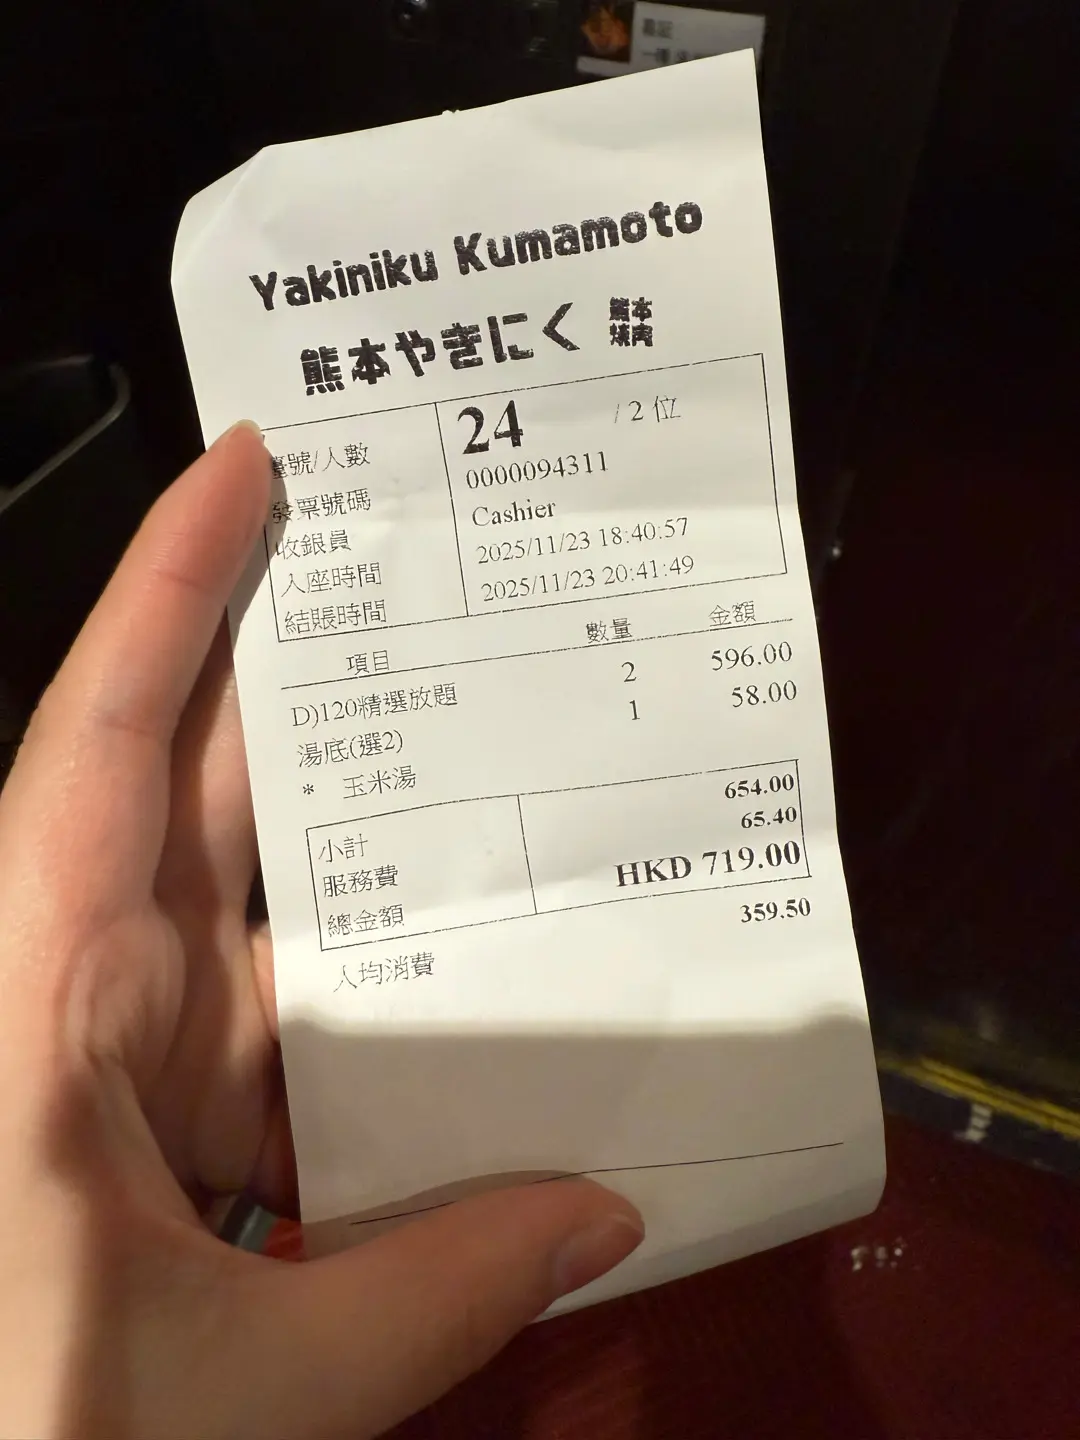 Yakiniku Kumamoto
熊本やきにく 熊本焼肉
檯號/人數 24 / 2 位
發票號碼 0000094311
收銀員 Cashier
入座時間 2025/11/23 18:40:57
結賬時間 2025/11/23 20:41:49
項目 數量 金額
D)120精選放題 2 596.00
湯底(選2) 1 58.00
* 玉米湯
小計 654.00
服務費 65.40
總金額 HKD 719.00
人均消費 359.50